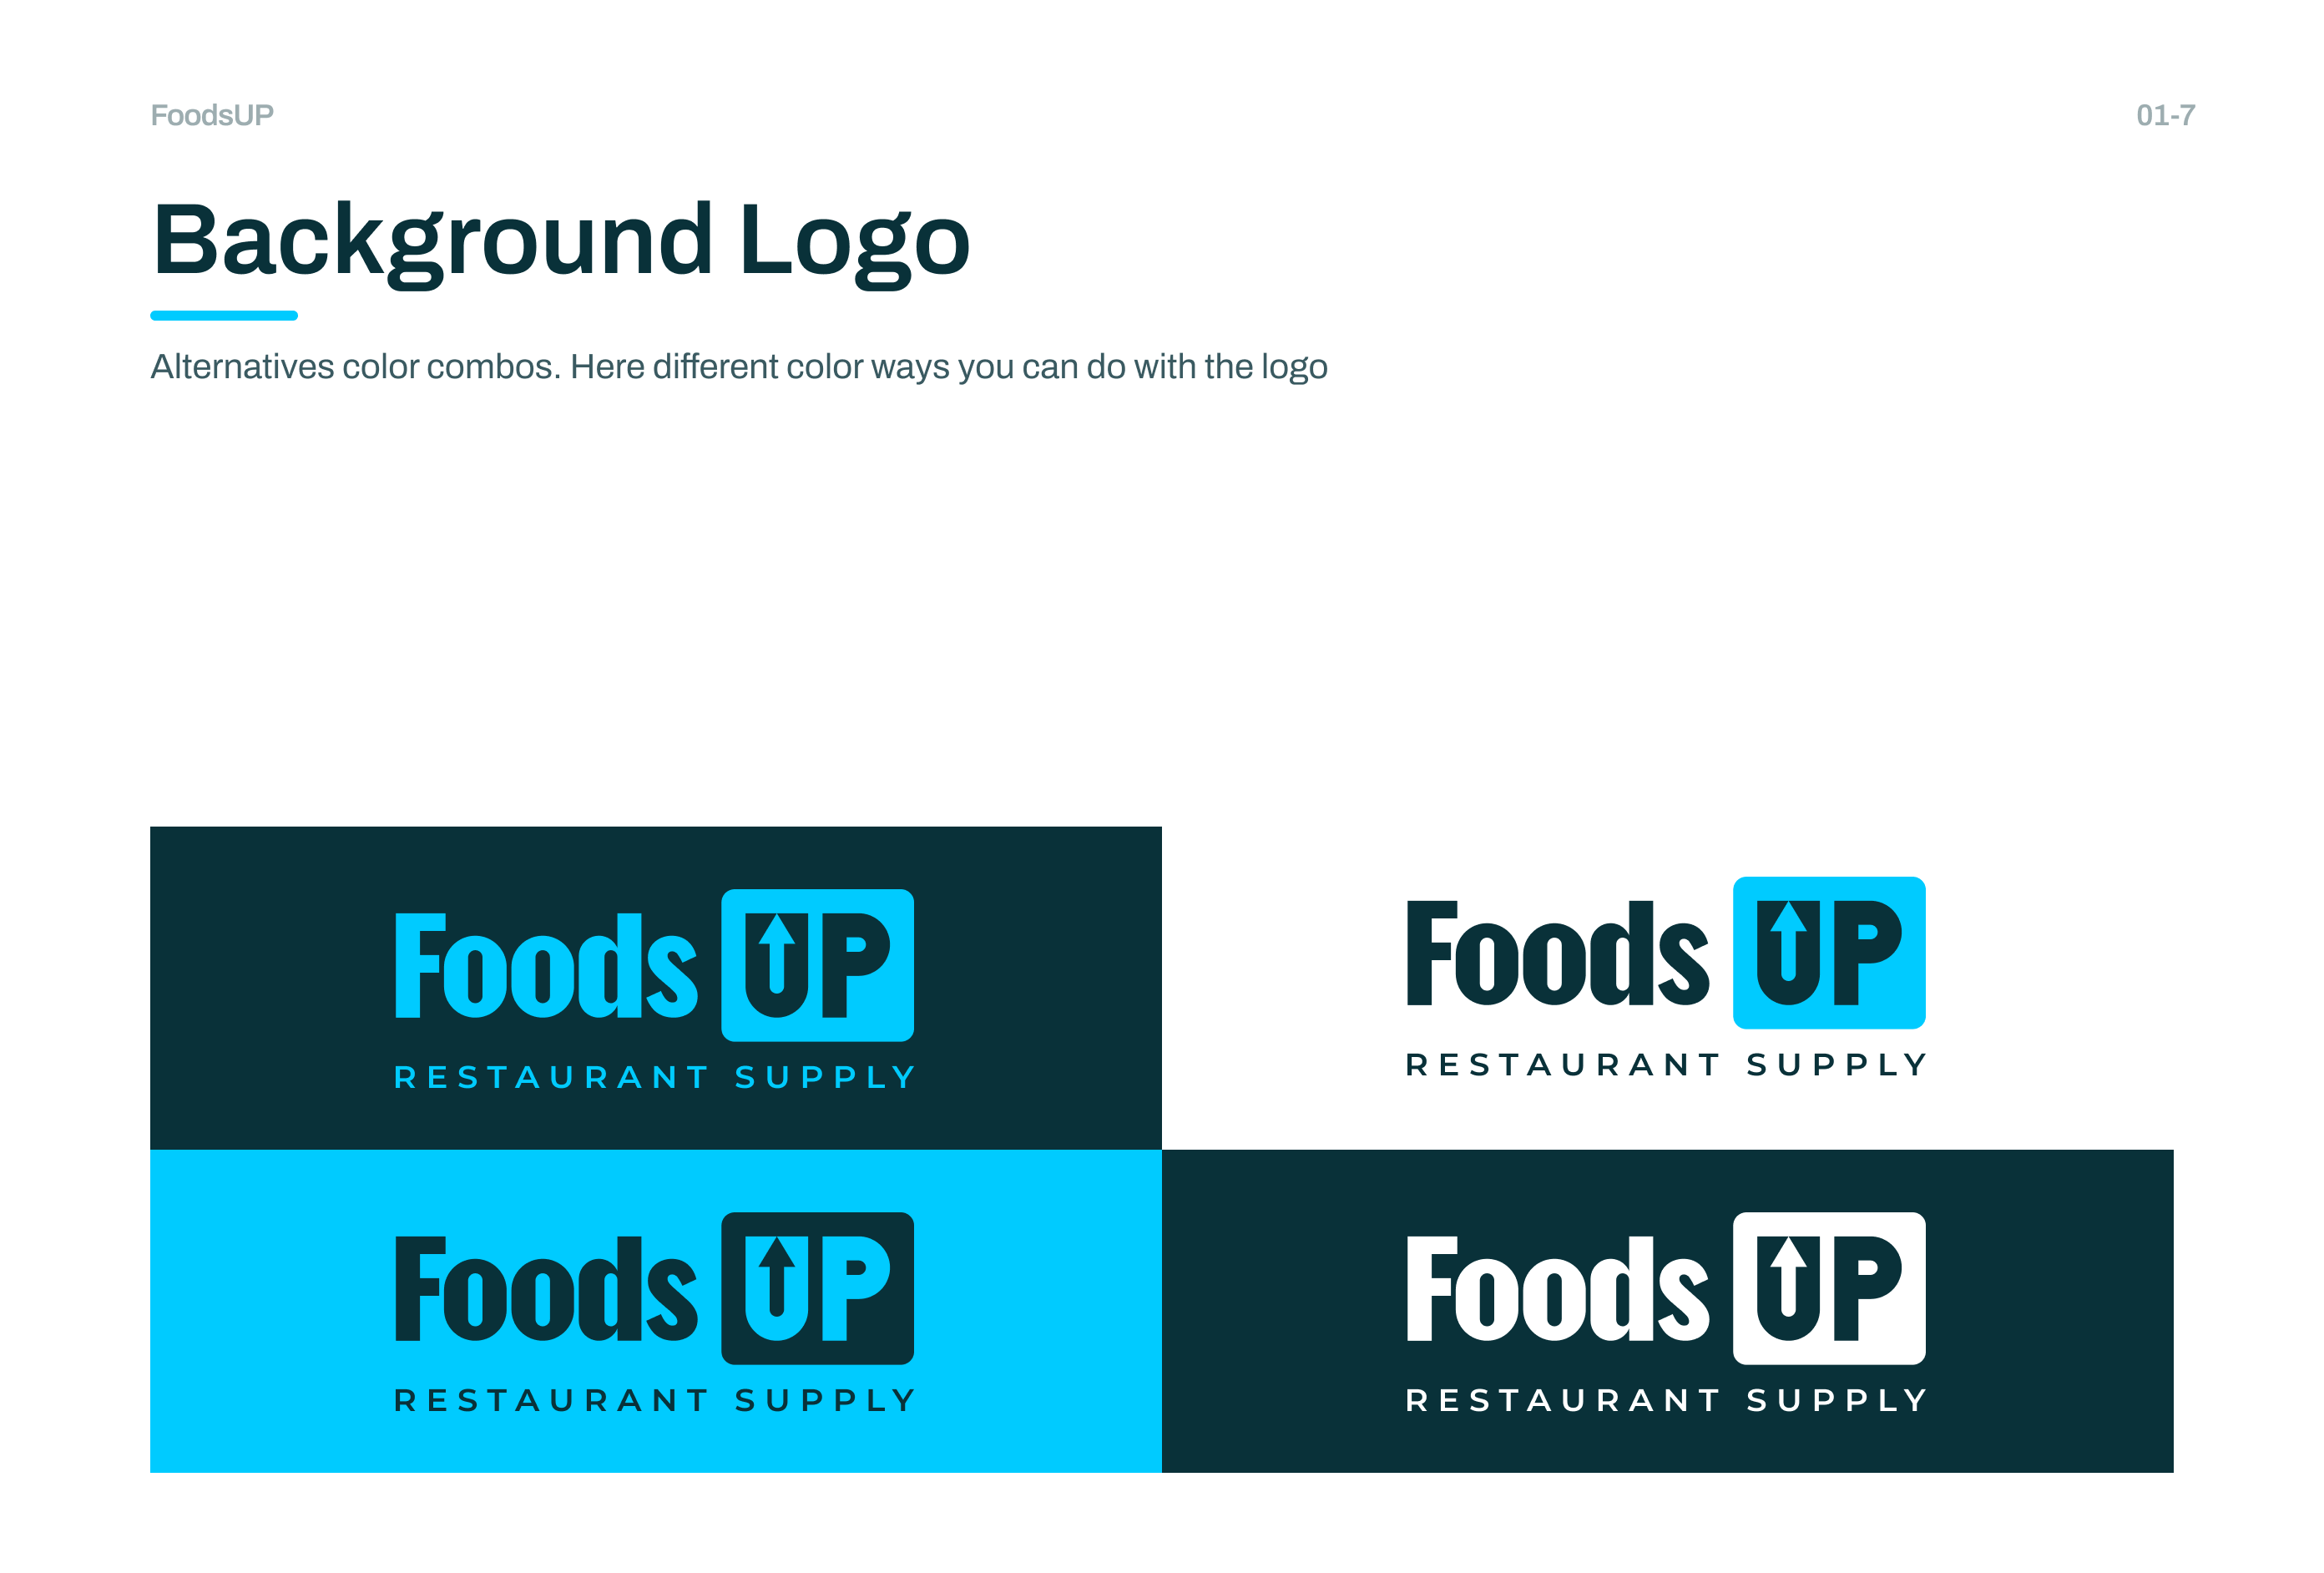 FoodsUP
01-7
Background Logo
Alternatives color combos. Here diffrent color ways you can do with the logo
Foods UP
RESTAURANT SUPPLY
Foods UP
RESTAURANT SUPPLY
Foods UP
RESTAURANT SUPPLY
Foods UP
RESTAURANT SUPPLY